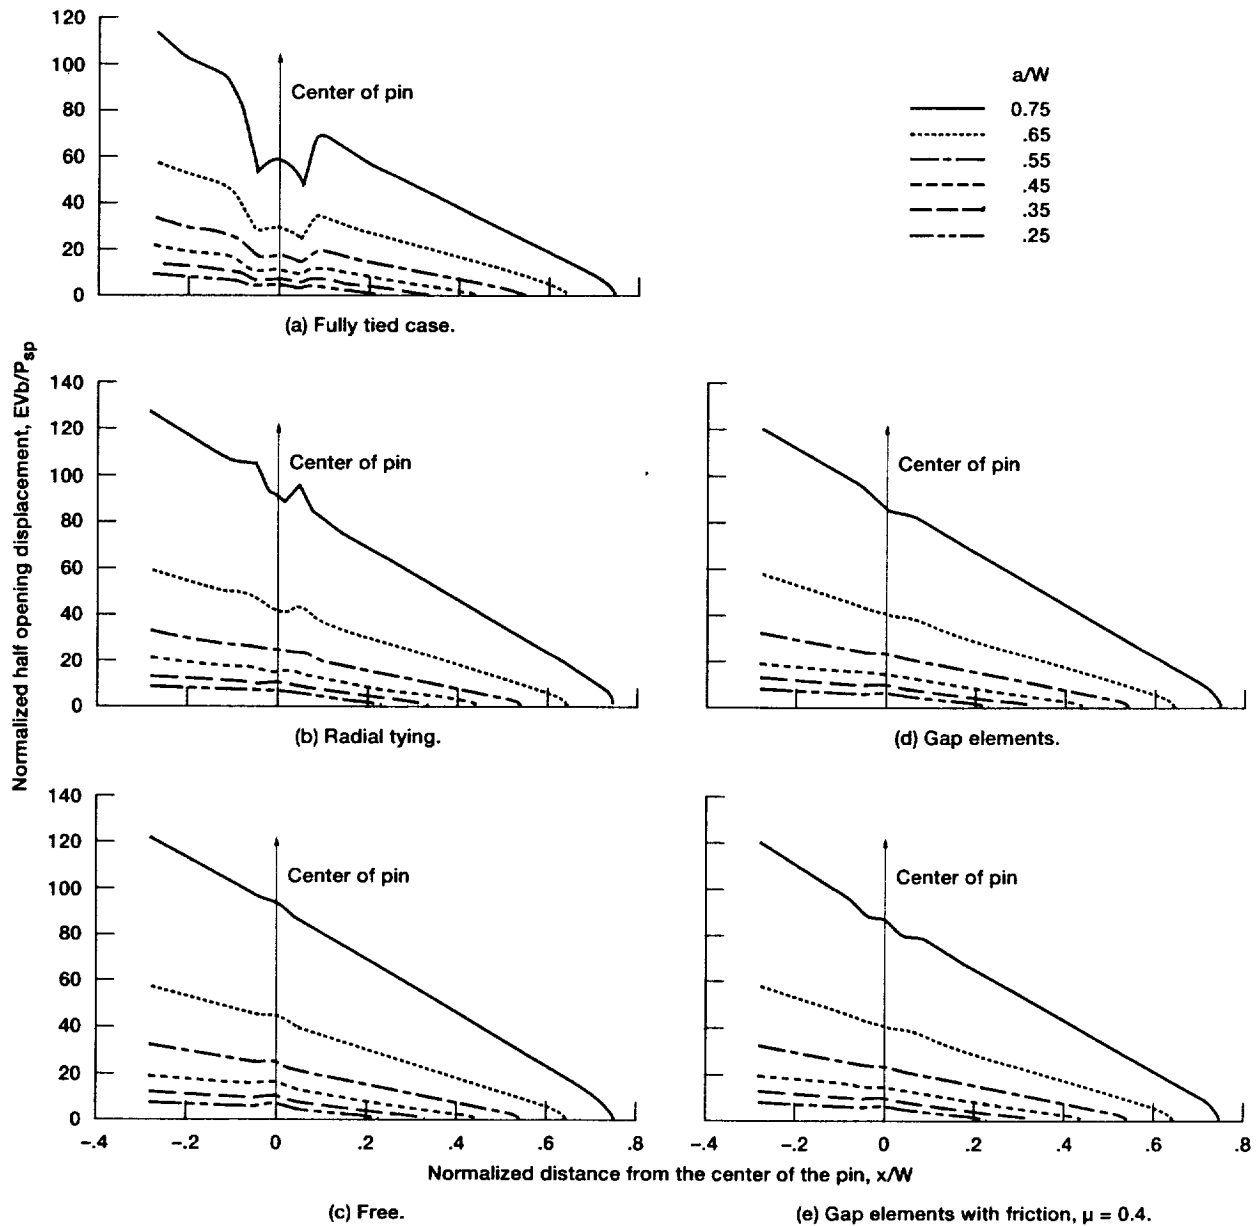 120
100
80
60
40
20
0
Center of pin
(a) Fully tied case.
a/W
0.75
.65
.55
.45
.35
.25
Normalized half opening displacement, EVb/Psp
140
120
100
80
60
40
20
0
Center of pin
(b) Radial tying.
Center of pin
(d) Gap elements.
140
120
100
80
60
40
20
0
Center of pin
-.4 -.2 0 .2 .4 .6 .8
Center of pin
-.4 -.2 0 .2 .4 .6 .8
Normalized distance from the center of the pin, x/W
(c) Free.
(e) Gap elements with friction, μ = 0.4.